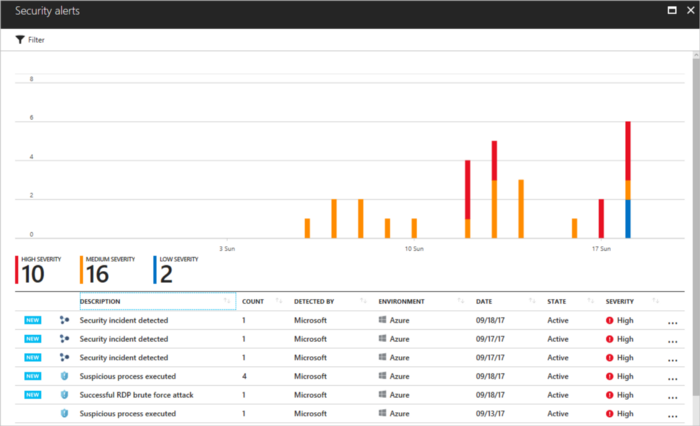 Security alerts
Filter
8
6
4
2
0
3 Sun 10 Sun 17 Sun
HIGH SEVERITY MEDIUM SEVERITY LOW SEVERITY
10 16 2
DESCRIPTION COUNT DETECTED BY ENVIRONMENT DATE STATE SEVERITY
NEW Security incident detected 1 Microsoft Azure 09/18/17 Active High ...
NEW Security incident detected 1 Microsoft Azure 09/17/17 Active High ...
NEW Security incident detected 1 Microsoft Azure 09/17/17 Active High ...
NEW Suspicious process executed 4 Microsoft Azure 09/18/17 Active High ...
NEW Successful RDP brute force attack 1 Microsoft Azure 09/17/17 Active High ...
Suspicious process executed 1 Microsoft Azure 09/13/17 Active High ...